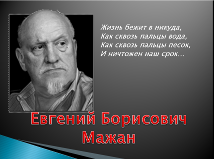 Жизнь бежит в никуда,
Как сквозь пальцы вода,
Как сквозь пальцы песок,
И ничтожен наш срок...
Евгений Борисович
Мажан